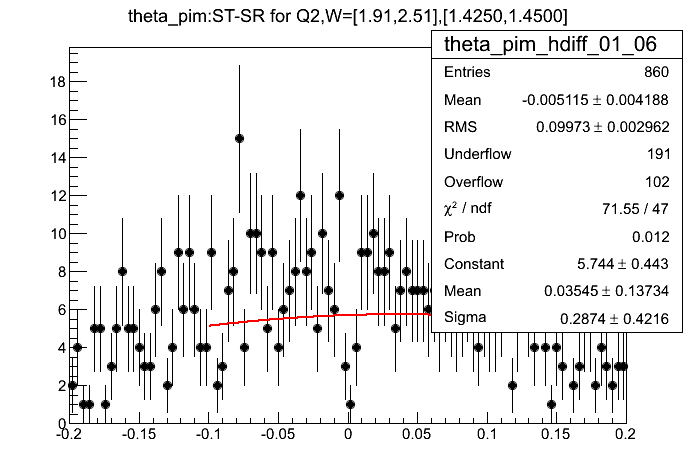 theta_pim:ST-SR for Q2,W=[1.91,2.51],[1.4250,1.4500]
theta_pim_hdiff_01_06
Entries 860
Mean -0.005115 ± 0.004188
RMS 0.09973 ± 0.002962
Underflow 191
Overflow 102
χ² / ndf 71.55 / 47
Prob 0.012
Constant 5.744 ± 0.443
Mean 0.03545 ± 0.13734
Sigma 0.2874 ± 0.4216
18
16
14
12
10
8
6
4
2
0
-0.2 -0.15 -0.1 -0.05 0 0.05 0.1 0.15 0.2